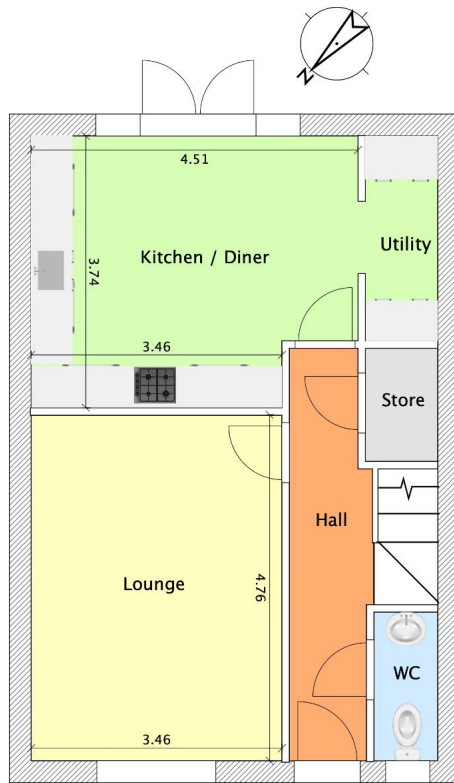 N
4.51
Kitchen / Diner
Utility
3.74
3.46
Store
Hall
Lounge
4.76
WC
3.46